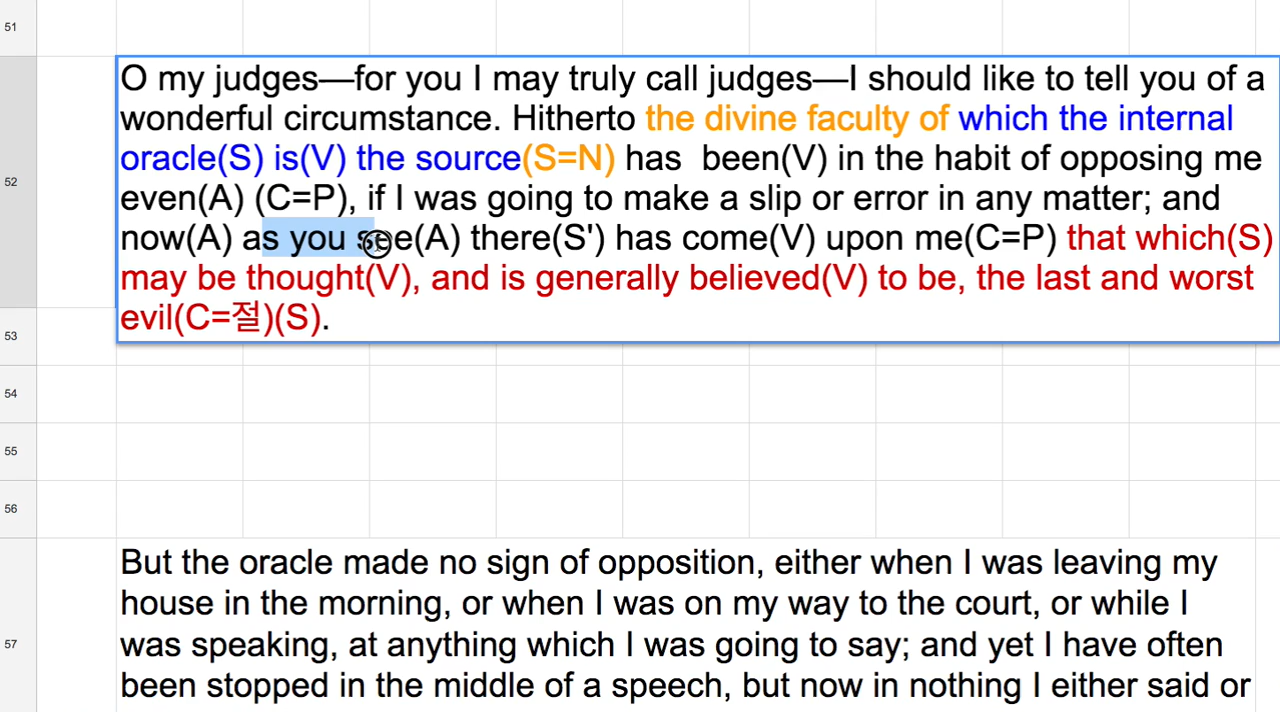 51
52
O my judges—for you I may truly call judges—I should like to tell you of a
wonderful circumstance. Hitherto the divine faculty of which the internal
oracle(S) is(V) the source(S=N) has been(V) in the habit of opposing me
even(A) (C=P), if I was going to make a slip or error in any matter; and
now(A) as you see(A) there(S') has come(V) upon me(C=P) that which(S)
may be thought(V), and is generally believed(V) to be, the last and worst
evil(C=절)(S).
53
54
55
56
57
But the oracle made no sign of opposition, either when I was leaving my
house in the morning, or when I was on my way to the court, or while I
was speaking, at anything which I was going to say; and yet I have often
been stopped in the middle of a speech, but now in nothing I either said or